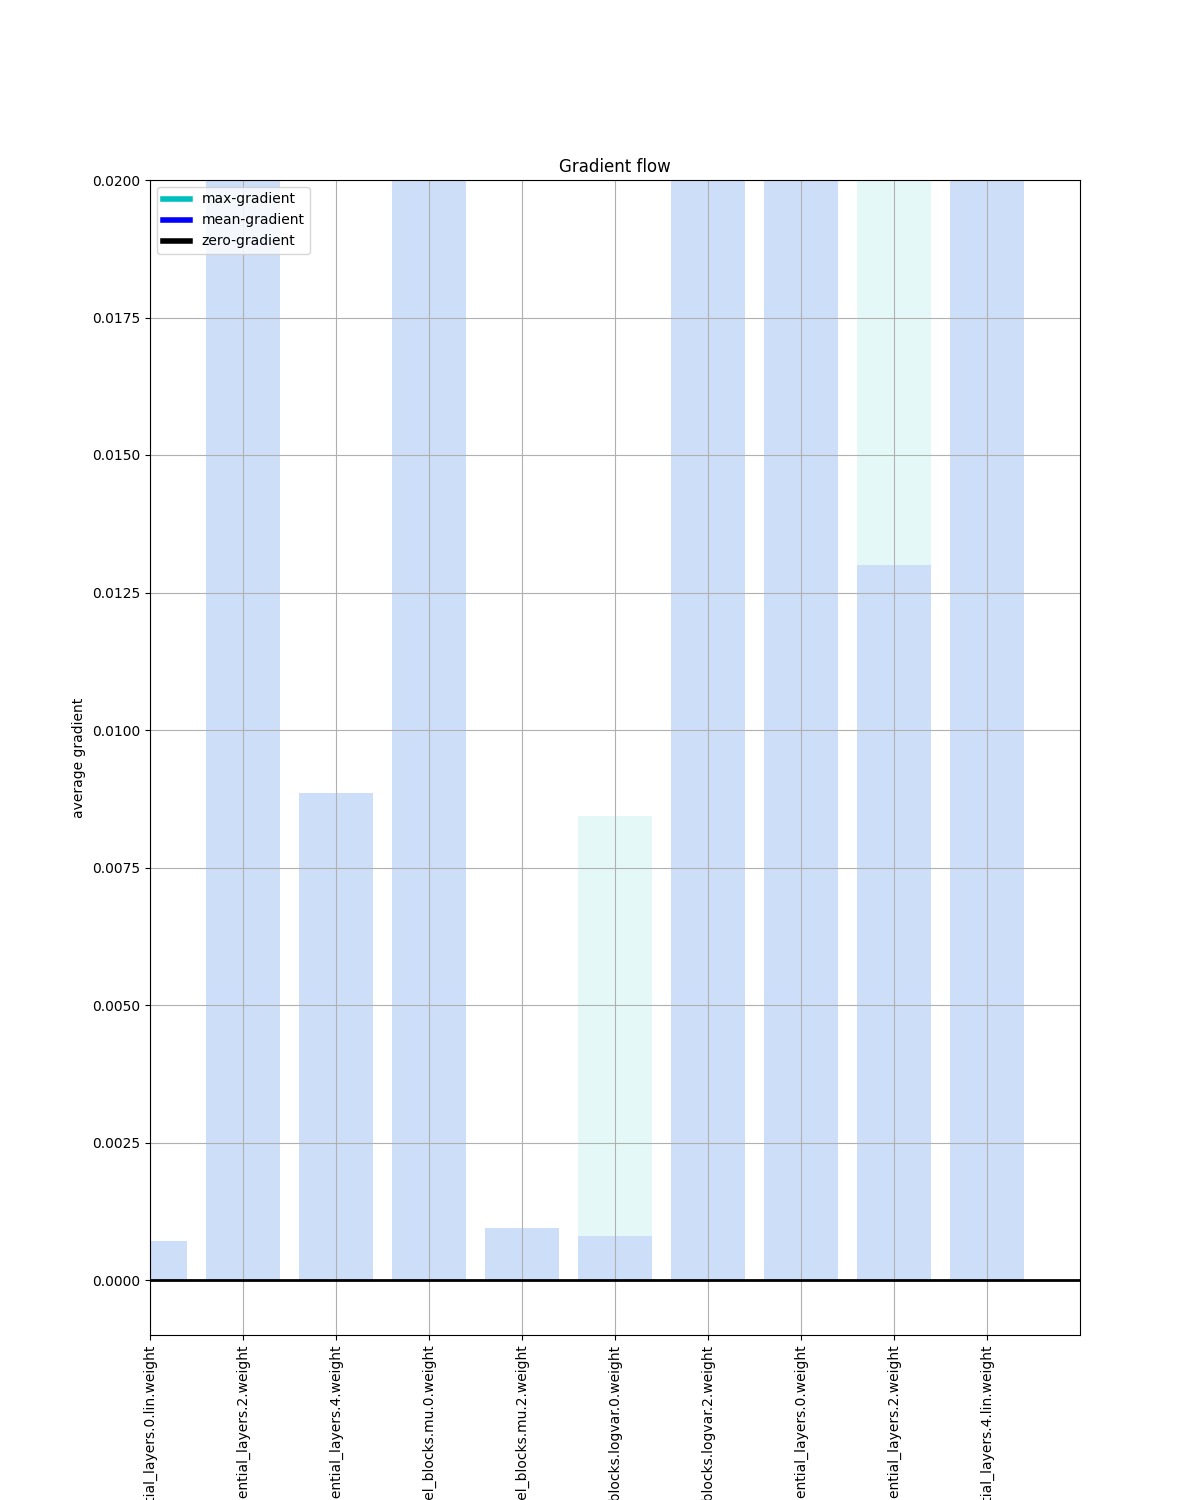 Gradient flow
max-gradient
mean-gradient
zero-gradient
0.0200
0.0175
0.0150
0.0125
0.0100
0.0075
0.0050
0.0025
0.0000
average gradient
tial_layers.0.lin.weight
ential_layers.2.weight
ential_layers.4.weight
el_blocks.mu.0.weight
el_blocks.mu.2.weight
blocks.logvar.0.weight
blocks.logvar.2.weight
ential_layers.0.weight
ential_layers.2.weight
tial_layers.4.lin.weight